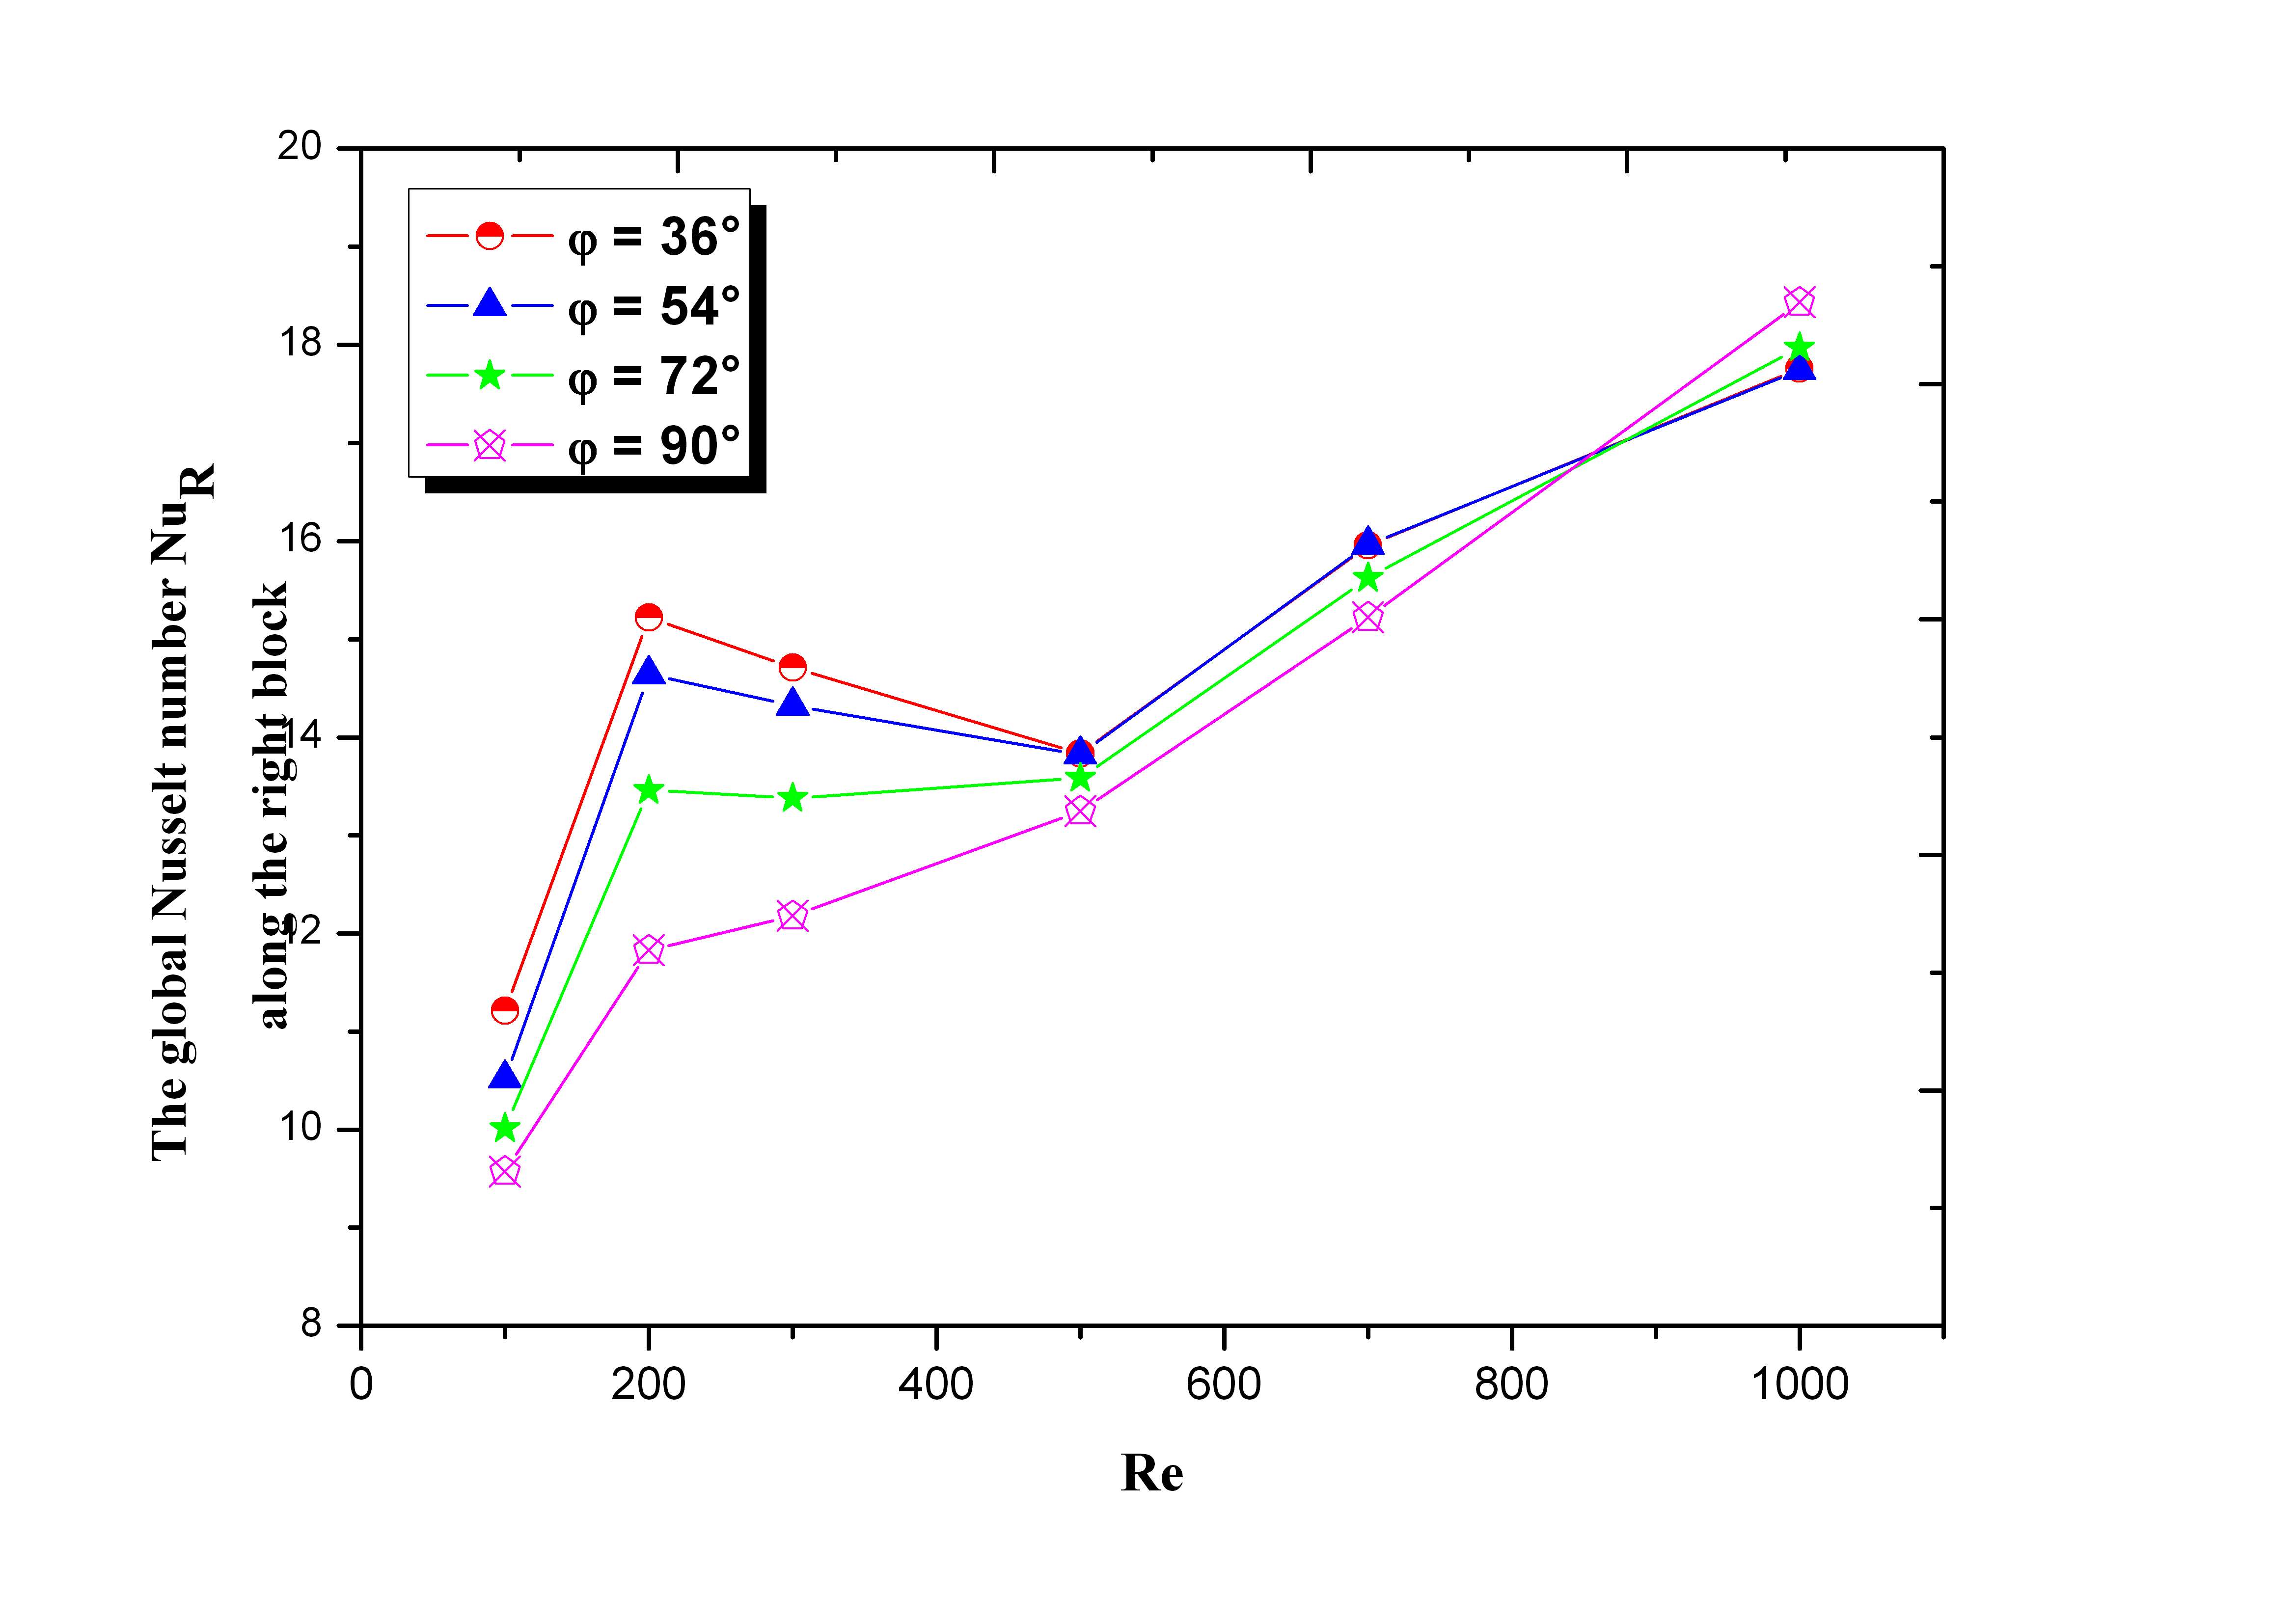 20
18
16
14
12
10
8
φ = 36°
φ = 54°
φ = 72°
φ = 90°
The global Nusselt number NuR
along the right block
0 200 400 600 800 1000
Re